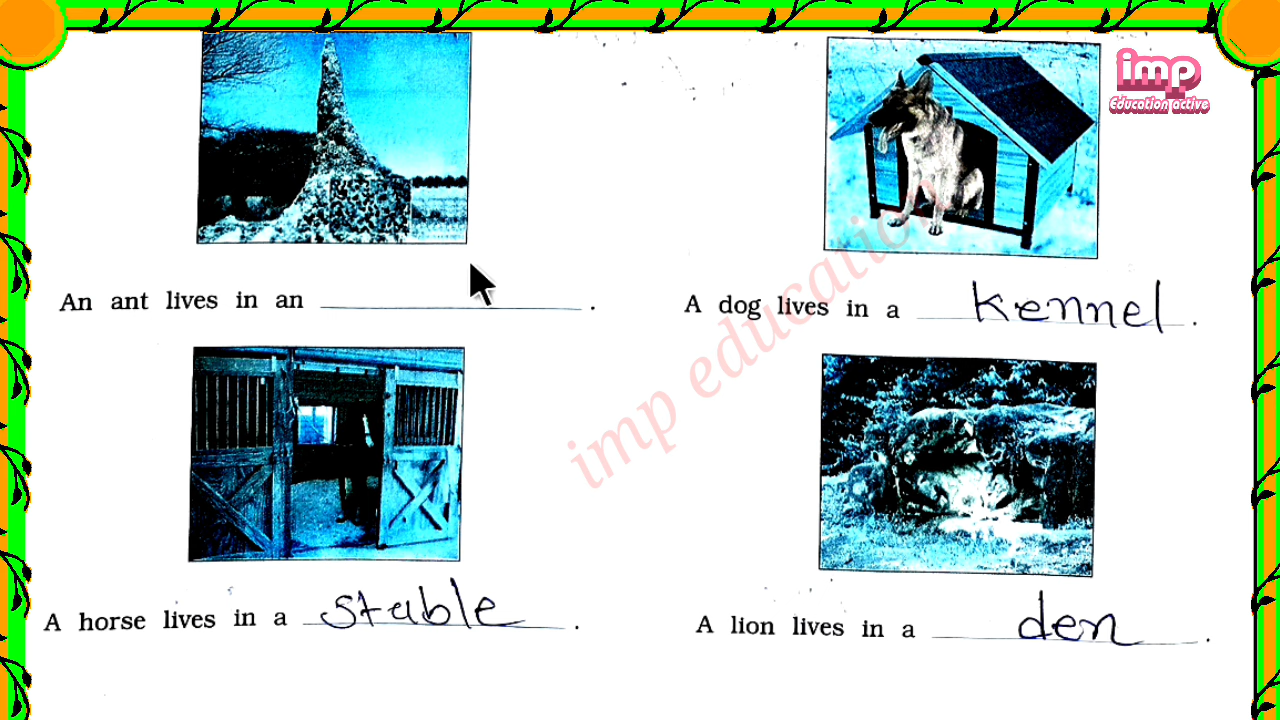 imp
Education active
An ant lives in an ____________ .
A dog lives in a kennel .
imp education
A horse lives in a stable .
A lion lives in a den .